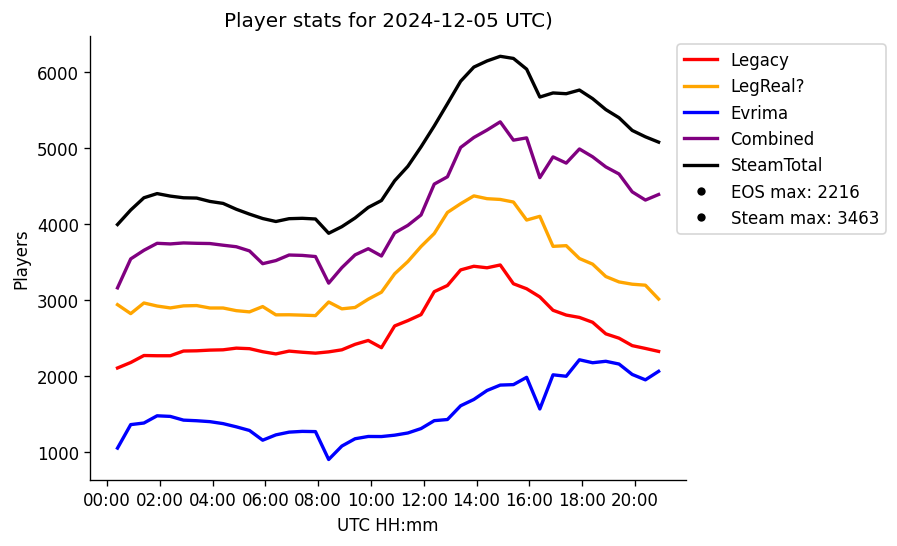 Player stats for 2024-12-05 UTC)
Legacy
LegReal?
Evrima
Combined
SteamTotal
EOS max: 2216
Steam max: 3463
Players
6000
5000
4000
3000
2000
1000
00:00 02:00 04:00 06:00 08:00 10:00 12:00 14:00 16:00 18:00 20:00
UTC HH:mm